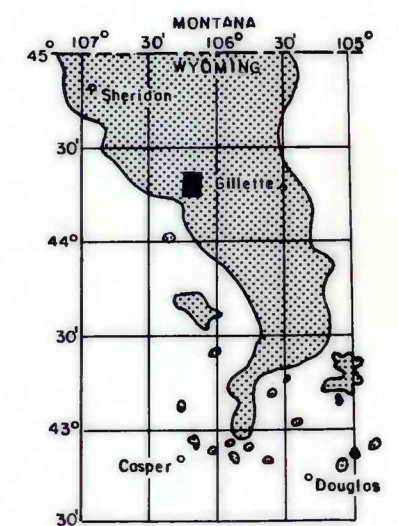 MONTANA
45° 107° 30' 106° 30' 105°
WYOMING
Sheridan
30'
Gillette
44°
30'
43°
Casper
Douglas
30'